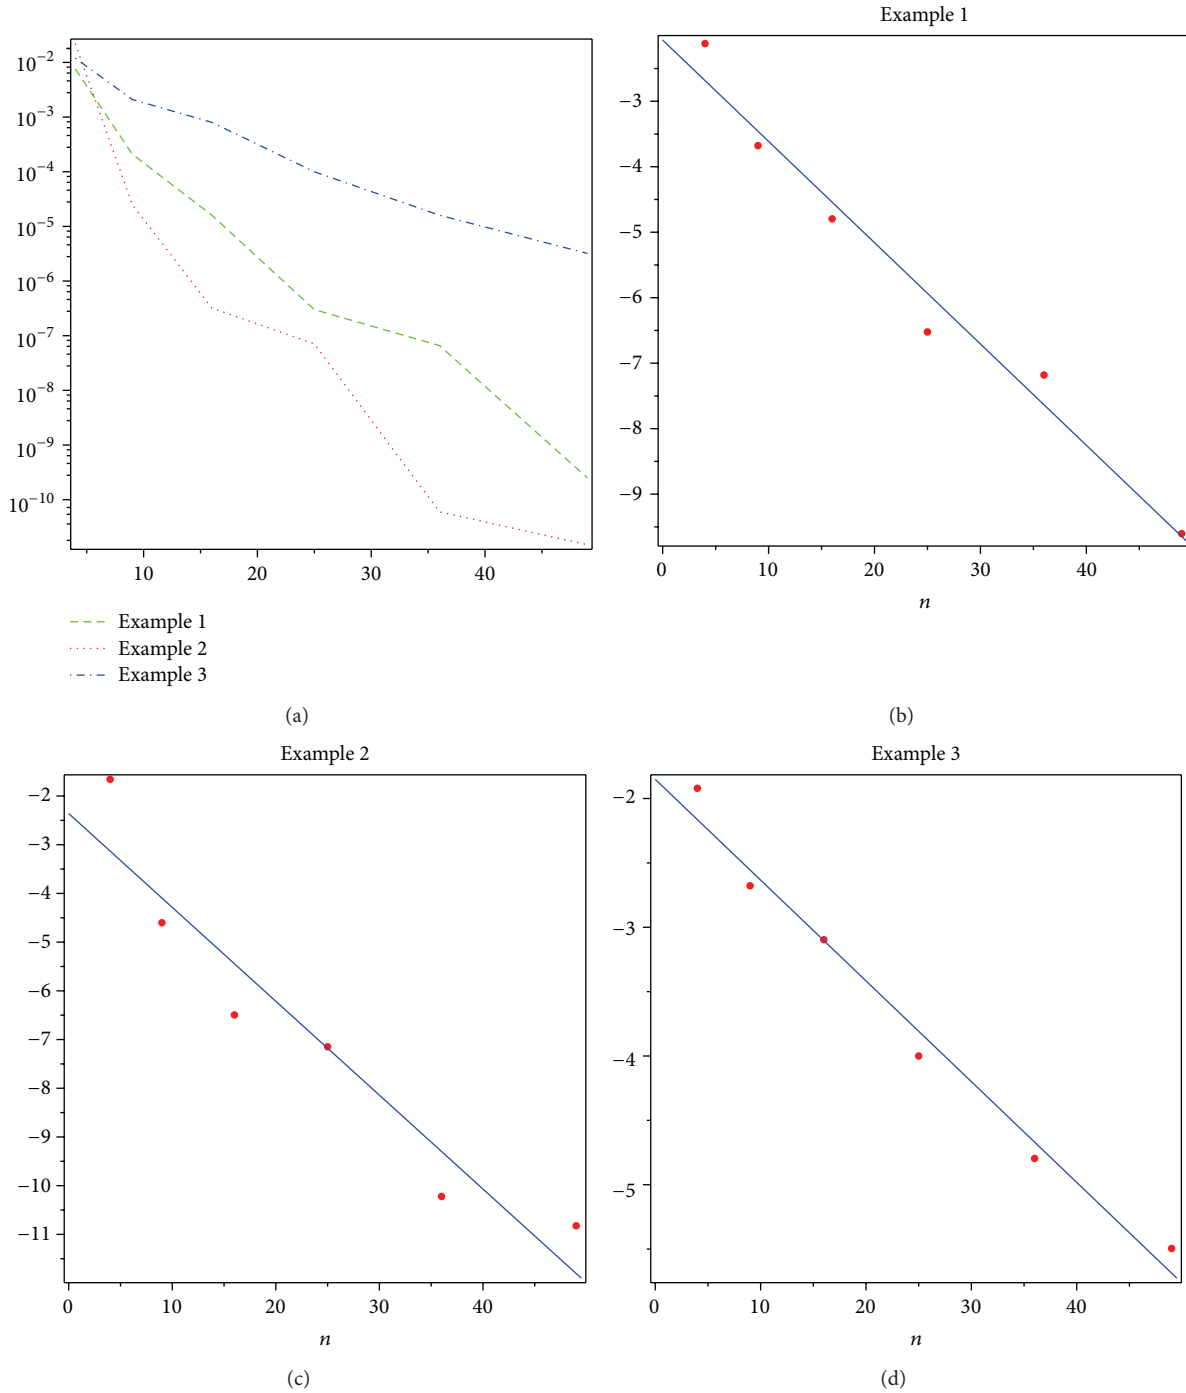 Example 1
10⁻²
10⁻³
10⁻⁴
10⁻⁵
10⁻⁶
10⁻⁷
10⁻⁸
10⁻⁹
10⁻¹⁰
10 20 30 40
Example 1
Example 2
Example 3
(a)
−3
−4
−5
−6
−7
−8
−9
0 10 20 30 40
n
(b)
Example 2
−2
−3
−4
−5
−6
−7
−8
−9
−10
−11
0 10 20 30 40
n
(c)
Example 3
−2
−3
−4
−5
0 10 20 30 40
n
(d)